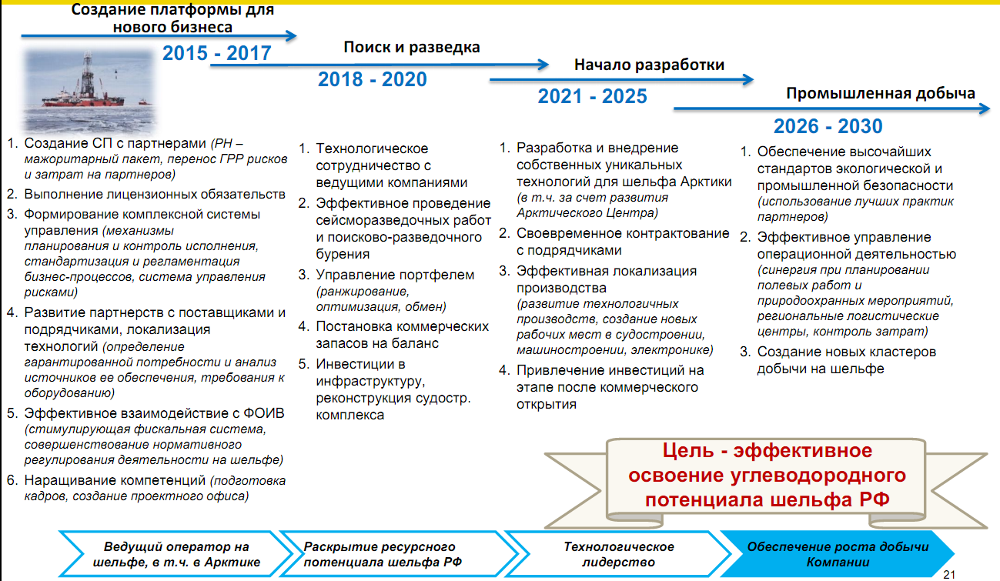 Создание платформы для
нового бизнеса
2015 - 2017
Поиск и разведка
2018 - 2020
Начало разработки
2021 - 2025
Промышленная добыча
2026 - 2030
1. Создание СП с партнерами (РН –
мажоритарный пакет, перенос ГРР рисков
и затрат на партнеров)
2. Выполнение лицензионных обязательств
3. Формирование комплексной системы
управления (механизмы
планирования и контроль исполнения,
стандартизация и регламентация
бизнес-процессов, система управления
рисками)
4. Развитие партнерств с поставщиками и
подрядчиками, локализация
технологий (определение
гарантированной потребности и анализ
источников ее обеспечения, требования к
оборудованию)
5. Эффективное взаимодействие с ФОИВ
(стимулирующая фискальная система,
совершенствование нормативного
регулирования деятельности на шельфе)
6. Наращивание компетенций (подготовка
кадров, создание проектного офиса)
1. Технологическое
сотрудничество с
ведущими компаниями
2. Эффективное проведение
сейсморазведочных работ
и поисково-разведочного
бурения
3. Управление портфелем
(ранжирование,
оптимизация, обмен)
4. Постановка коммерческих
запасов на баланс
5. Инвестиции в
инфраструктуру,
реконструкция судостр.
комплекса
1. Разработка и внедрение
собственных уникальных
технологий для шельфа Арктики
(в т.ч. за счет развития
Арктического Центра)
2. Своевременное контрактование
с подрядчиками
3. Эффективная локализация
производства
(развитие технологичных
производств, создание новых
рабочих мест в судостроении,
машиностроении, электронике)
4. Привлечение инвестиций на
этапе после коммерческого
открытия
1. Обеспечение высочайших
стандартов экологической и
промышленной безопасности
(использование лучших практик
партнеров)
2. Эффективное управление
операционной деятельностью
(синергия при планировании
полевых работ и
природоохранных мероприятий,
региональные логистические
центры, контроль затрат)
3. Создание новых кластеров
добычи на шельфе
Цель - эффективное
освоение углеводородного
потенциала шельфа РФ
Ведущий оператор на
шельфе, в т.ч. в Арктике
Раскрытие ресурсного
потенциала шельфа РФ
Технологическое
лидерство
Обеспечение роста добычи
Компании
21